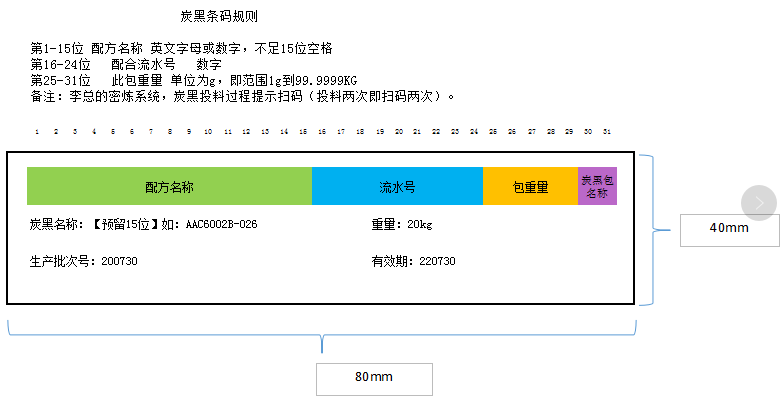 炭黑条码规则
第1-15位 配方名称 英文字母或数字，不足15位空格
第16-24位 配合流水号 数字
第25-31位 此包重量 单位为g，即范围1g到99.9999KG
备注：李总的密炼系统，炭黑投料过程提示扫码（投料两次即扫码两次）。
1 2 3 4 5 6 7 8 9 10 11 12 13 14 15 16 17 18 19 20 21 22 23 24 25 26 27 28 29 30 31
配方名称 流水号 包重量 炭黑包
名称
炭黑名称：【预留15位】如：AAC6002B-026 重量：20kg
40mm
生产批次号：200730 有效期：220730
80mm